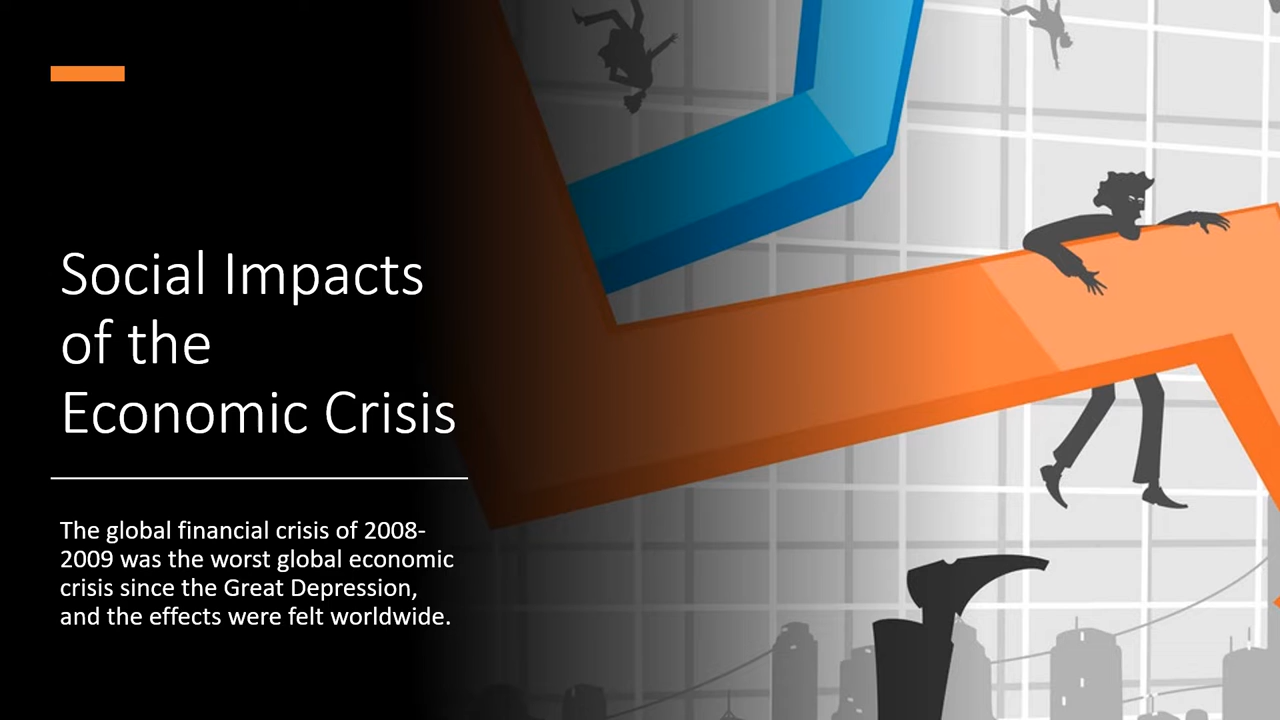 Social Impacts
of the
Economic Crisis
The global financial crisis of 2008-
2009 was the worst global economic
crisis since the Great Depression,
and the effects were felt worldwide.